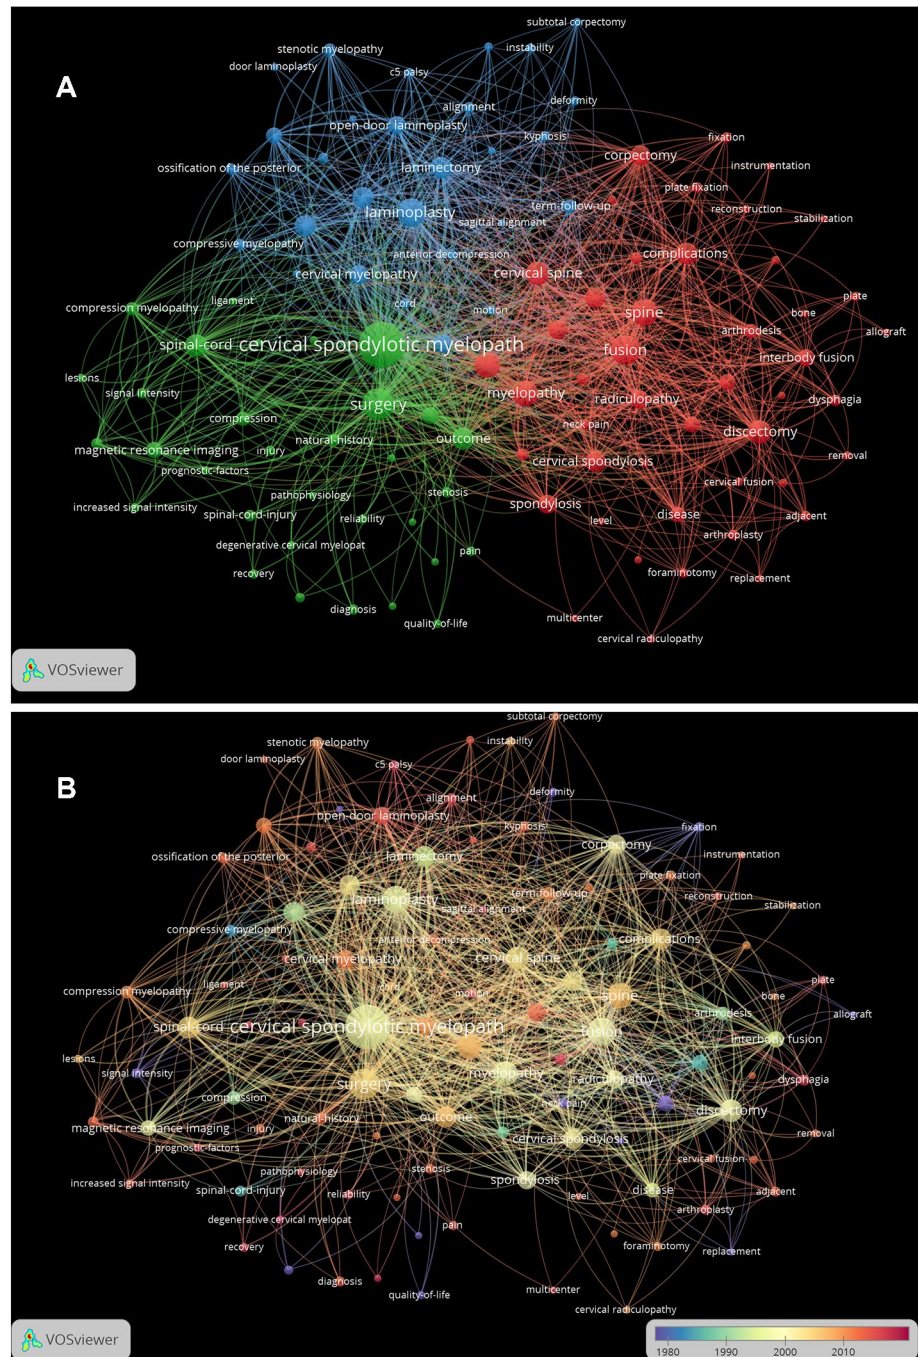 subtotal corpectomy
stenotic myelopathy
instability
door laminoplasty
c5 palsy
A
alignment
deformity
open-door laminoplasty
kyphosis
fixation
corpectomy
ossification of the posterior
laminectomy
instrumentation
plate fixation
laminoplasty
term-follow-up
reconstruction
stabilization
sagittal alignment
compressive myelopathy
anterior decompression
complications
cervical myelopathy
cervical spine
ligament
cord
plate
compression myelopathy
motion
spine
bone
arthrodesis
allograft
spinal-cord
cervical spondylotic myelopath
fusion
interbody fusion
lesions
signal intensity
myelopathy
radiculopathy
dysphagia
surgery
compression
neck pain
discectomy
natural-history
outcome
magnetic resonance imaging
injury
removal
prognostic-factors
cervical spondylosis
cervical fusion
pathophysiology
stenosis
increased signal intensity
spondylosis
spinal-cord-injury
reliability
level
disease
adjacent
arthroplasty
degenerative cervical myelopat
pain
recovery
foraminotomy
replacement
diagnosis
quality-of-life
multicenter
cervical radiculopathy
VOSviewer
subtotal corpectomy
stenotic myelopathy
instability
door laminoplasty
c5 palsy
B
deformity
alignment
open-door laminoplasty
kyphosis
fixation
corpectomy
ossification of the posterior
laminectomy
instrumentation
plate fixation
laminoplasty
term-follow-up
reconstruction
stabilization
sagittal alignment
compressive myelopathy
anterior decompression
complications
cervical myelopathy
cervical spine
ligament
cord
plate
compression myelopathy
motion
spine
bone
arthrodesis
allograft
spinal-cord
cervical spondylotic myelopath
fusion
interbody fusion
lesions
signal intensity
myelopathy
radiculopathy
dysphagia
surgery
compression
neck pain
discectomy
natural-history
outcome
magnetic resonance imaging
injury
removal
prognostic-factors
cervical spondylosis
cervical fusion
pathophysiology
stenosis
increased signal intensity
spondylosis
spinal-cord-injury
reliability
level
disease
adjacent
arthroplasty
degenerative cervical myelopat
pain
recovery
foraminotomy
replacement
diagnosis
quality-of-life
multicenter
cervical radiculopathy
VOSviewer
1980 1990 2000 2010